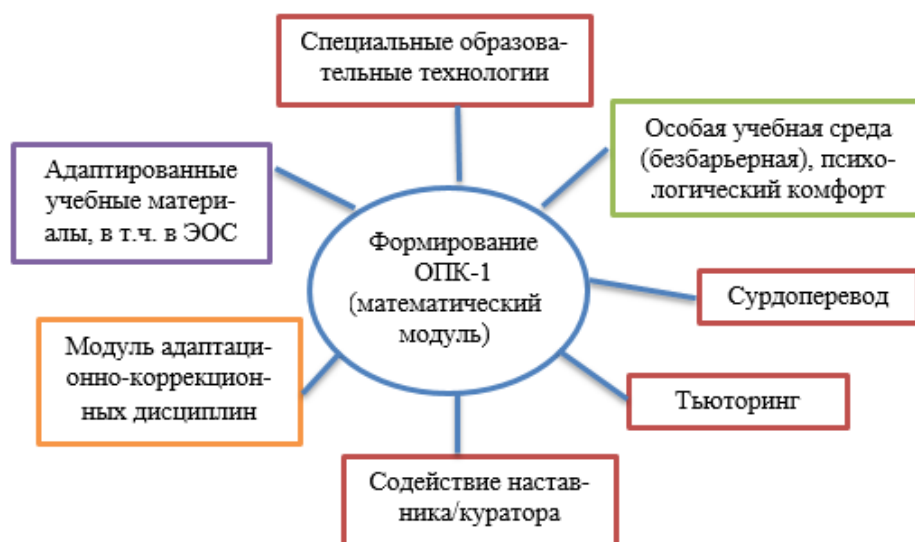 Специальные образова-
тельные технологии
Особая учебная среда
(безбарьерная), психо-
логический комфорт
Адаптированные
учебные матери-
алы, в т.ч. в ЭОС
Формирование
ОПК-1
(математический
модуль)
Сурдоперевод
Модуль адаптаци-
онно-коррекцион-
ных дисциплин
Тьюторинг
Содействие настав-
ника/куратора